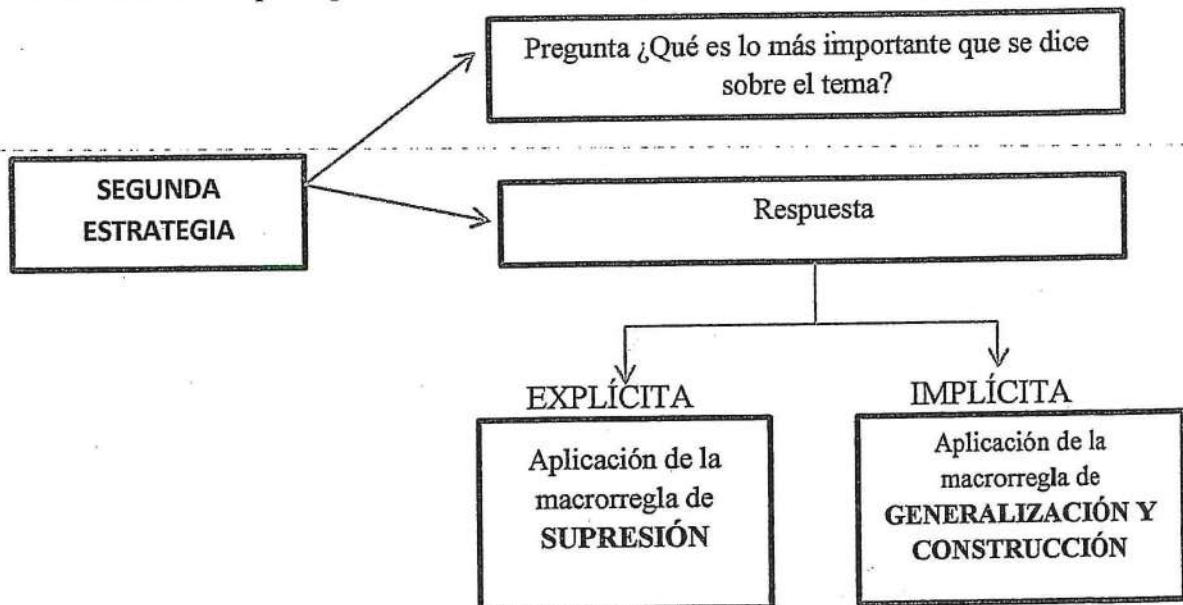 Pregunta ¿Qué es lo más importante que se dice
sobre el tema?
SEGUNDA
ESTRATEGIA
Respuesta
EXPLÍCITA
IMPLÍCITA
Aplicación de la
macrorregla de
SUPRESIÓN
Aplicación de la
macrorregla de
GENERALIZACIÓN Y
CONSTRUCCIÓN